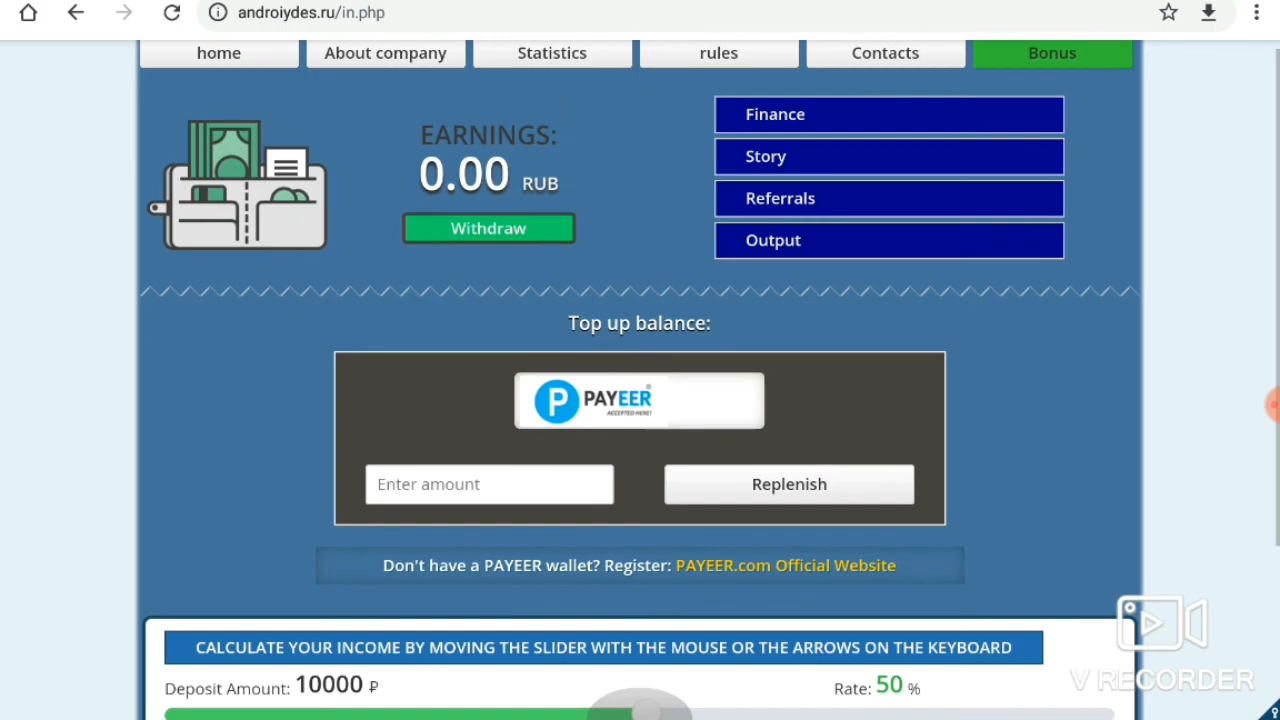 androiydes.ru/in.php
home About company Statistics rules Contacts Bonus
EARNINGS:
0.00 RUB
Withdraw
Finance
Story
Referrals
Output
Top up balance:
P PAYEER®
ACCEPTED HERE!
Enter amount Replenish
Don't have a PAYEER wallet? Register: PAYEER.com Official Website
CALCULATE YOUR INCOME BY MOVING THE SLIDER WITH THE MOUSE OR THE ARROWS ON THE KEYBOARD
Deposit Amount: 10000 ₽ Rate: 50 %
V RECORDER